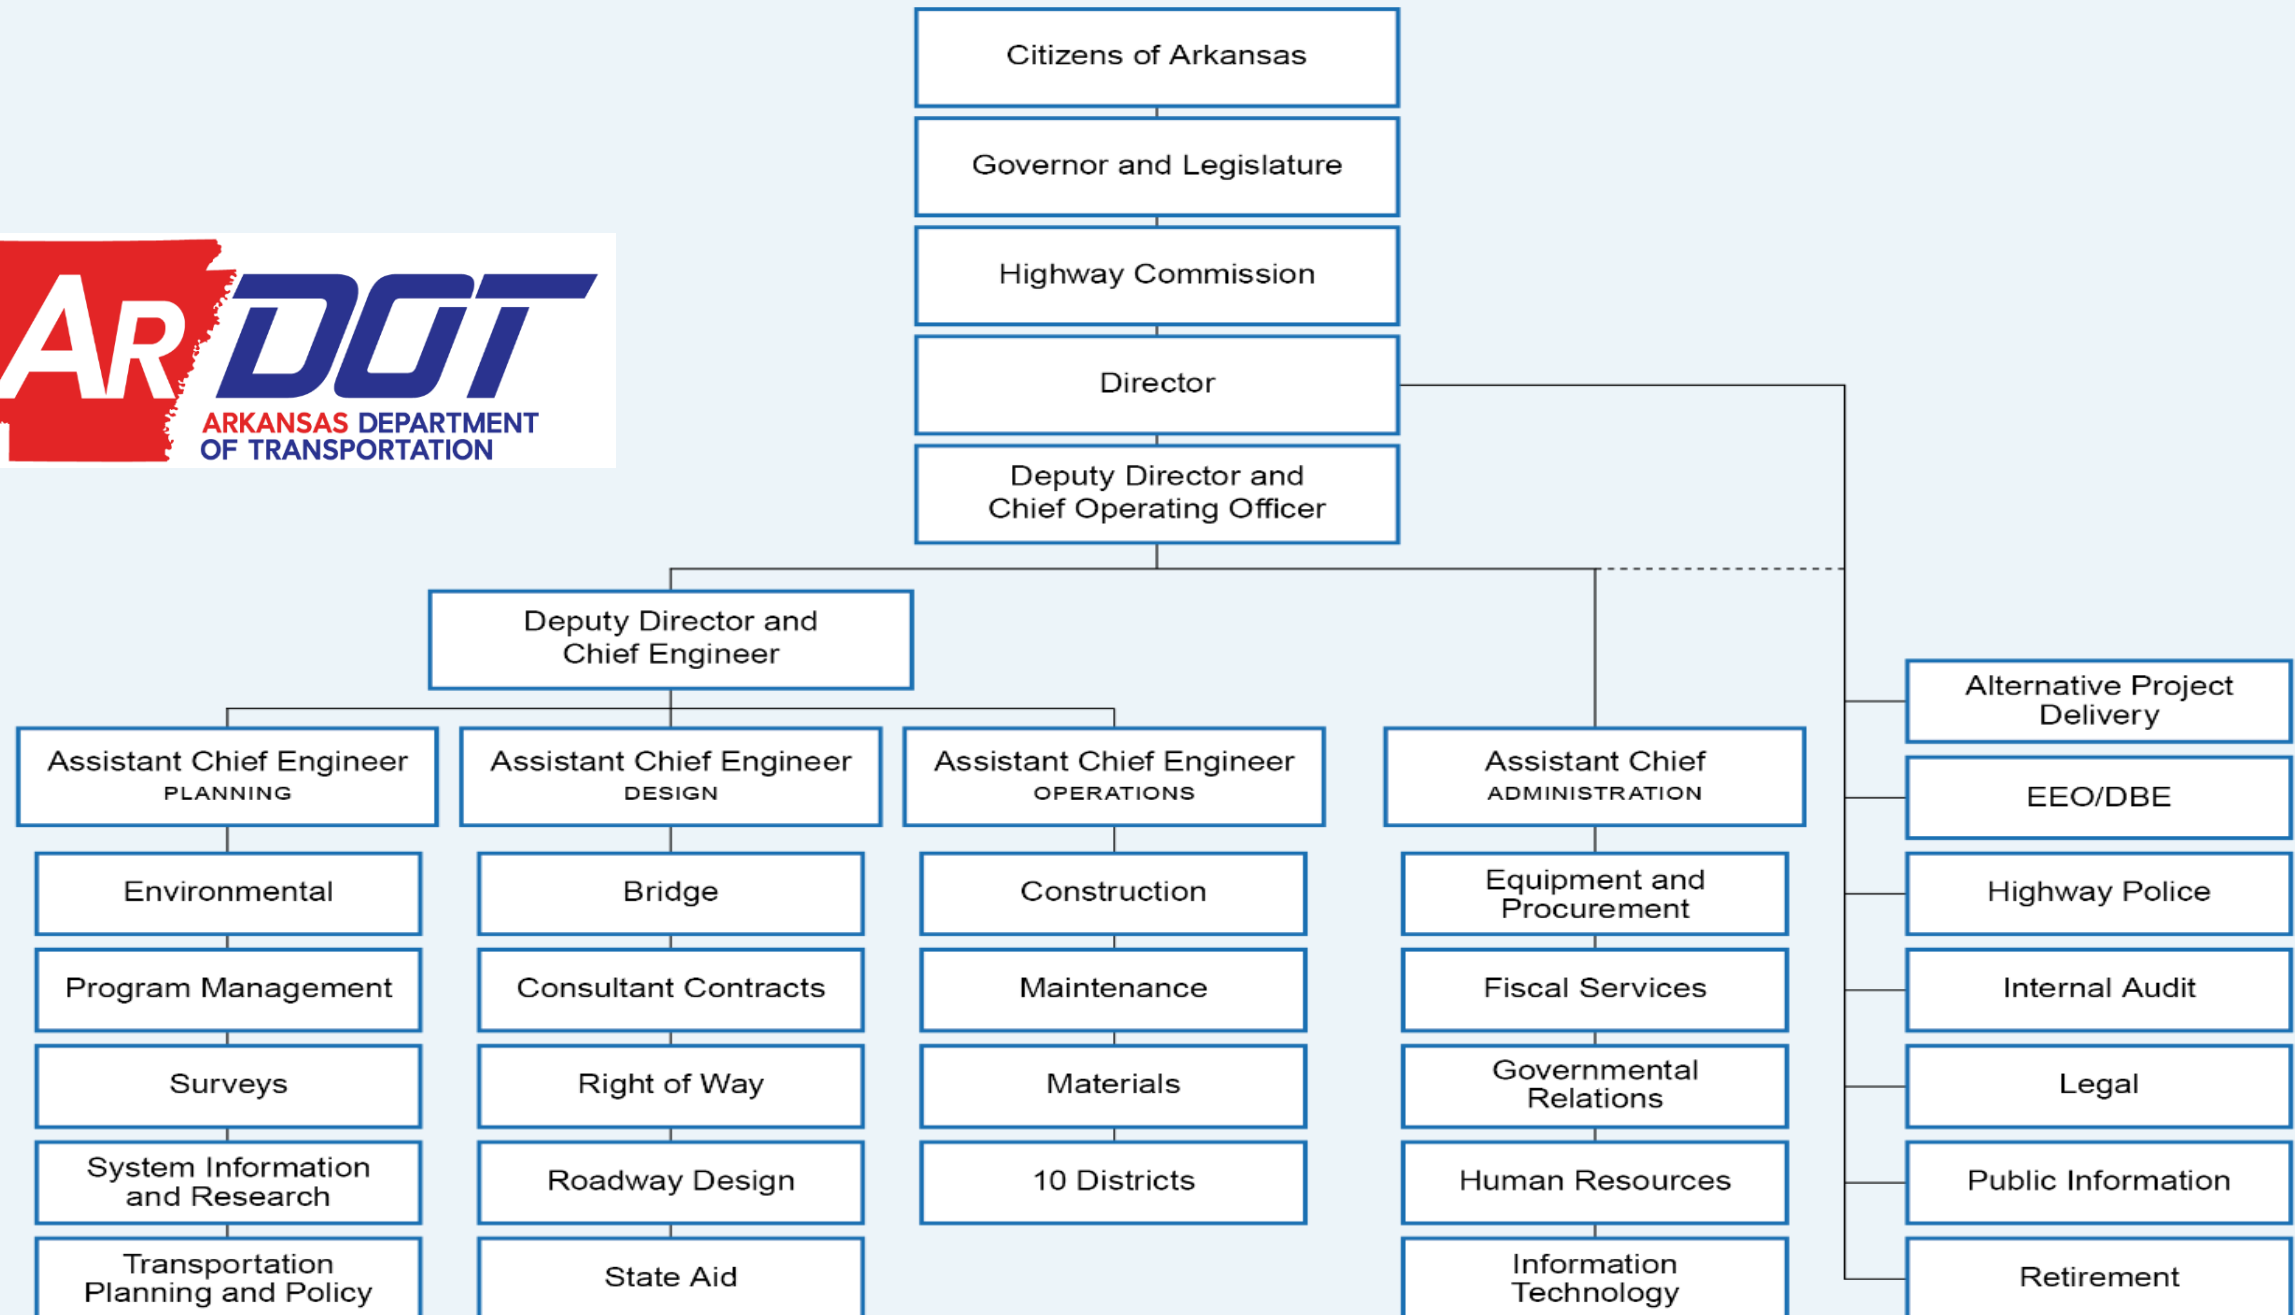 Citizens of Arkansas
Governor and Legislature
Highway Commission
ARDOT
ARKANSAS DEPARTMENT
OF TRANSPORTATION
Director
Deputy Director and
Chief Operating Officer
Deputy Director and
Chief Engineer
Assistant Chief Engineer
PLANNING
Environmental
Program Management
Surveys
System Information
and Research
Transportation
Planning and Policy
Assistant Chief Engineer
DESIGN
Bridge
Consultant Contracts
Right of Way
Roadway Design
State Aid
Assistant Chief Engineer
OPERATIONS
Construction
Maintenance
Materials
10 Districts
Assistant Chief
ADMINISTRATION
Equipment and
Procurement
Fiscal Services
Governmental
Relations
Human Resources
Information
Technology
Alternative Project
Delivery
EEO/DBE
Highway Police
Internal Audit
Legal
Public Information
Retirement